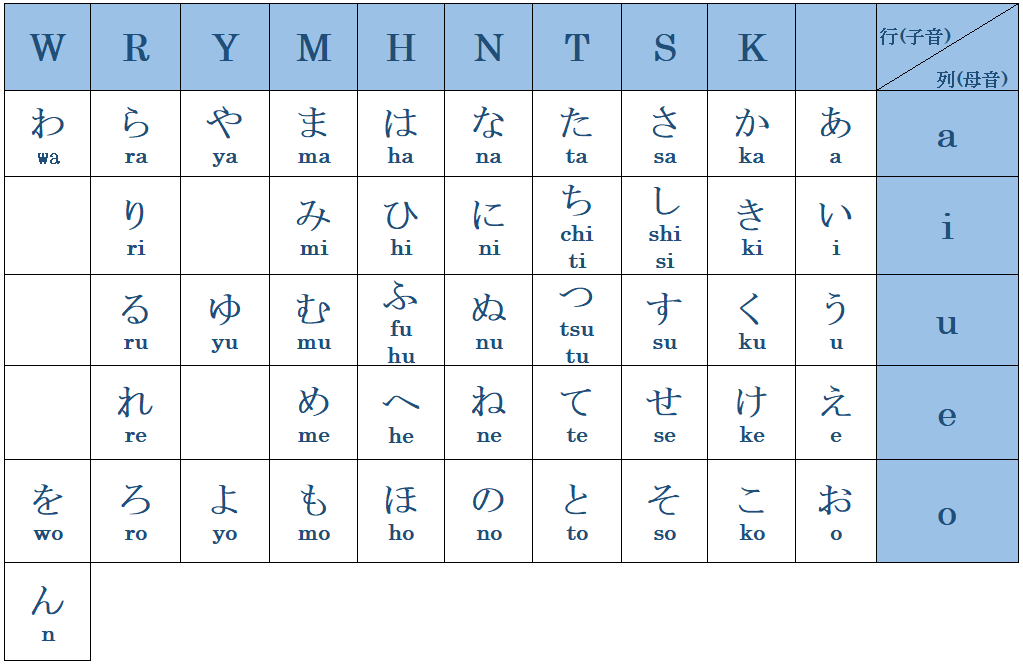 W R Y M H N T S K 行(子音)
列(母音)
わ ら や ま は な た さ か あ a
wa ra ya ma ha na ta sa ka a
り み ひ に ち し き い i
ri mi hi ni chi shi ki i
ti si
る ゆ む ふ ぬ つ す く う u
ru yu mu fu nu tsu su ku u
hu tu
れ め へ ね て せ け え e
re me he ne te se ke e
を ろ よ も ほ の と そ こ お o
wo ro yo mo ho no to so ko o
ん
n